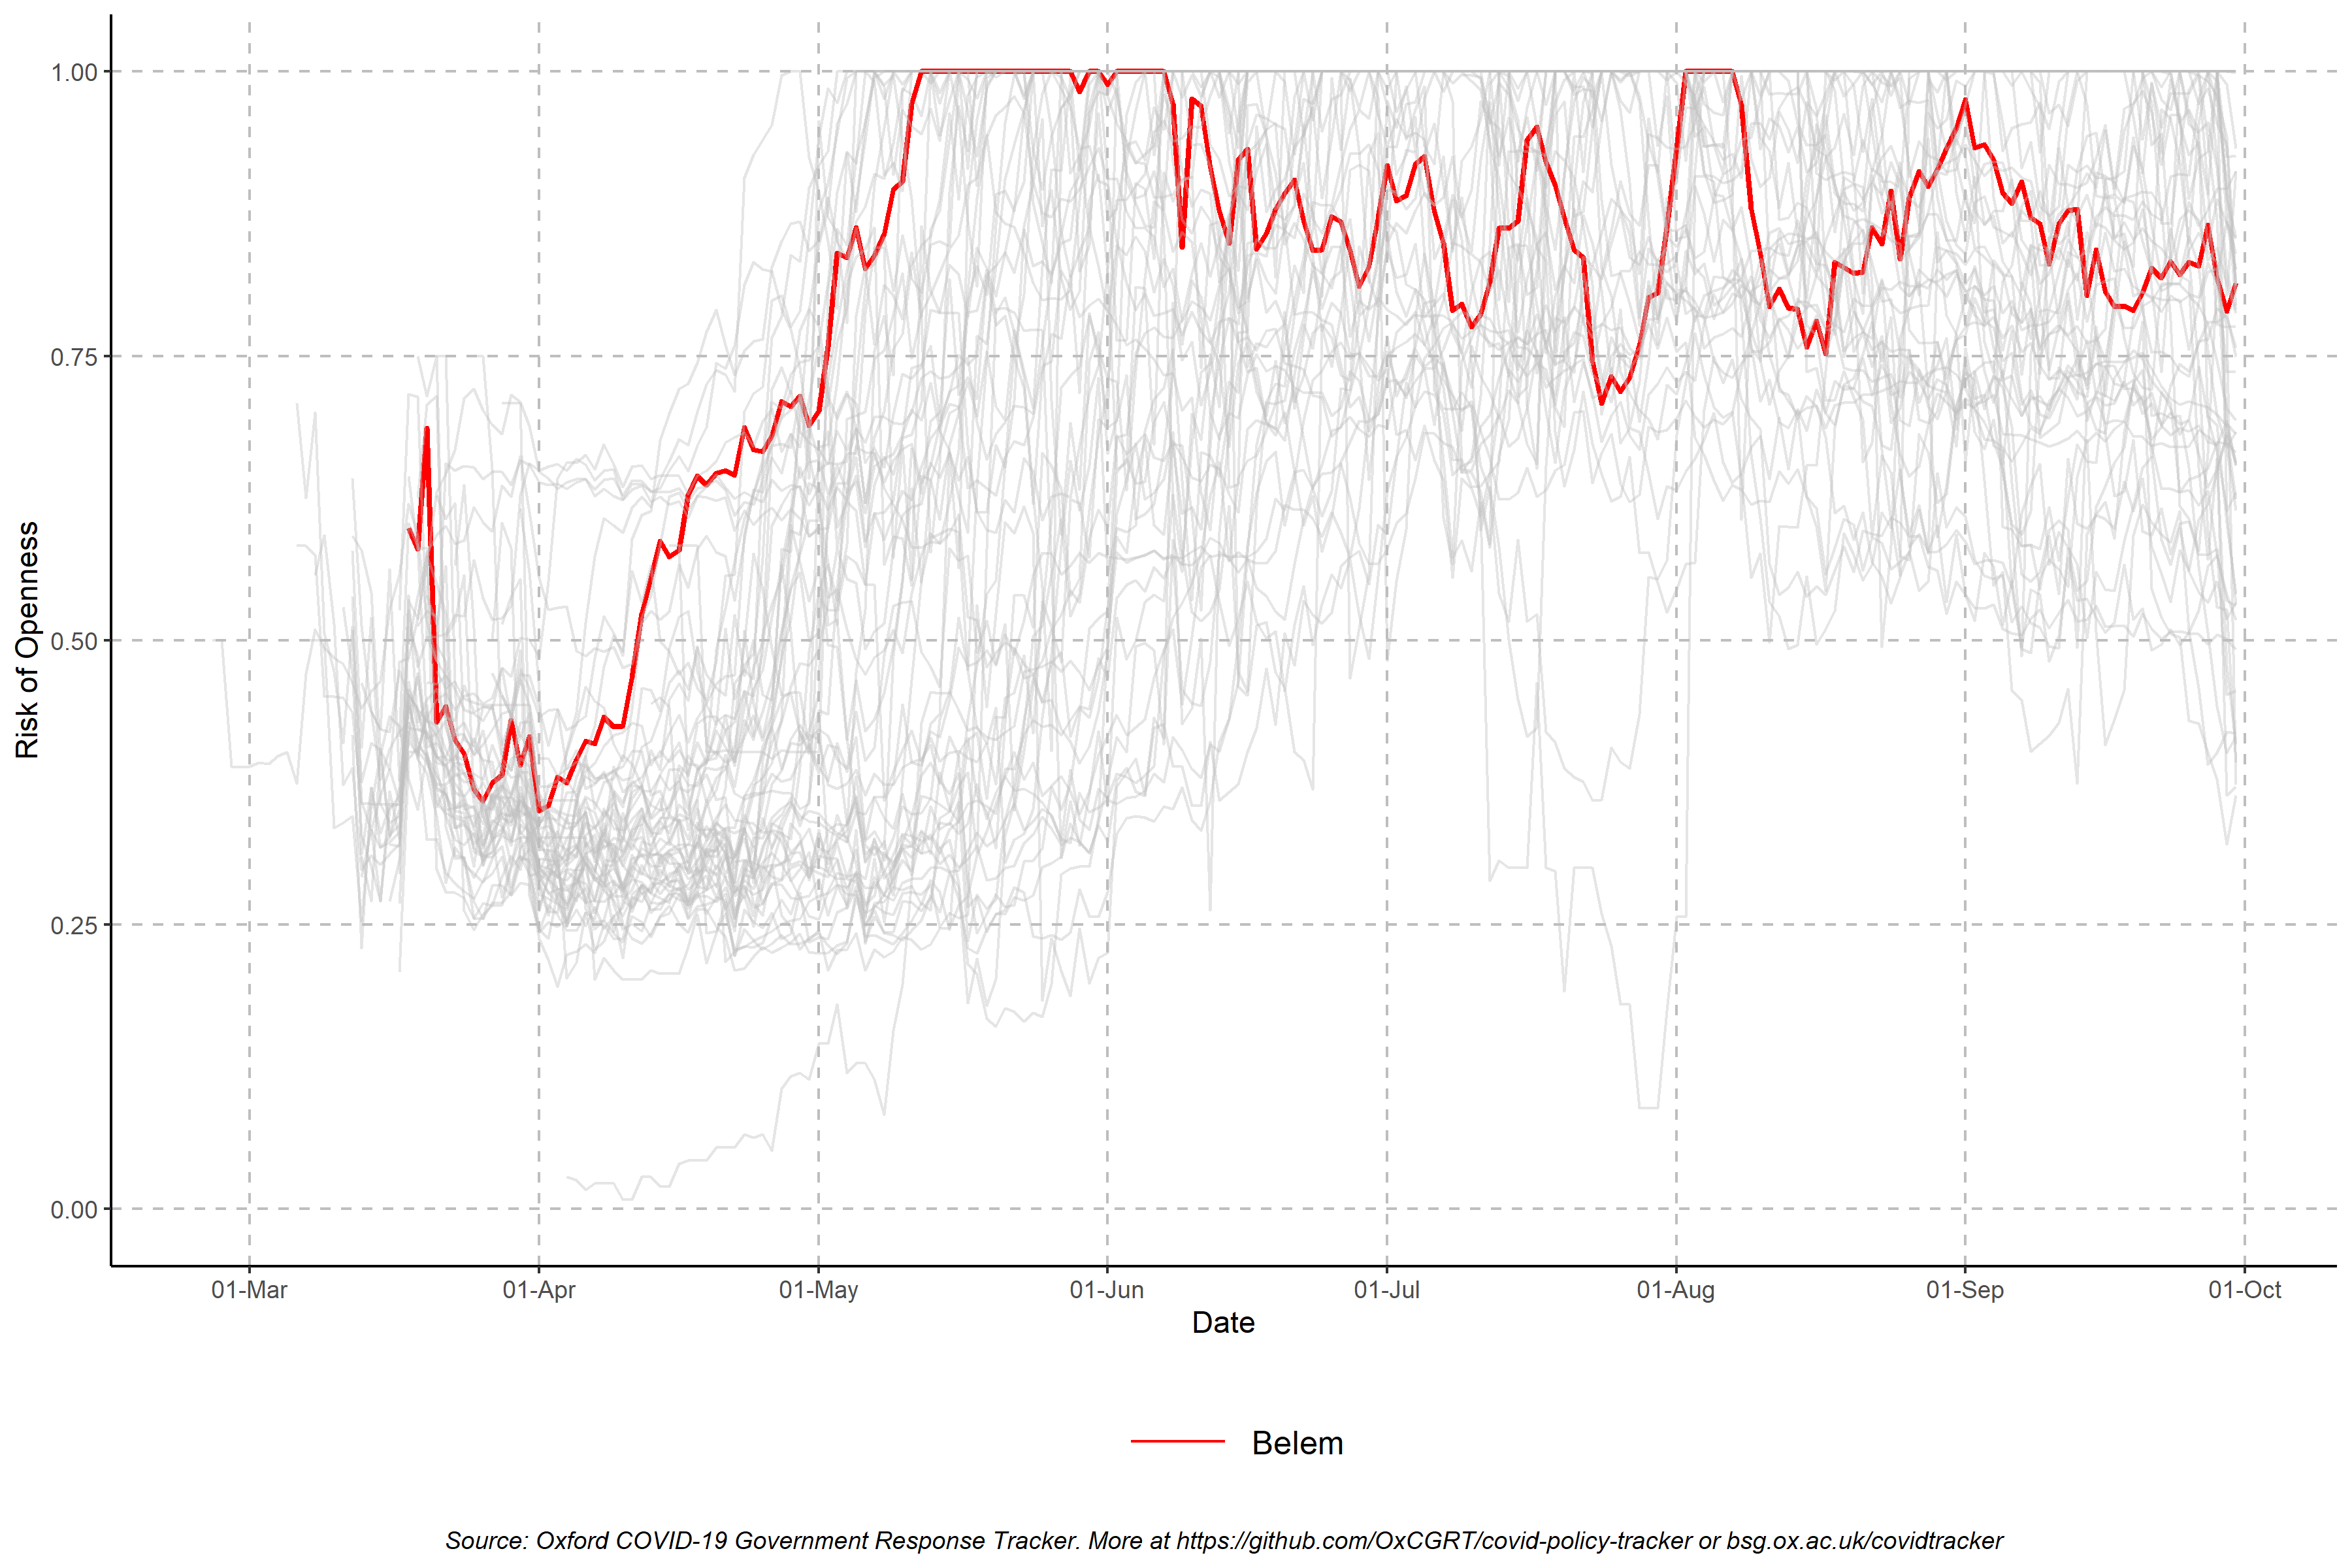 Risk of Openness
1.00
0.75
0.50
0.25
0.00
01-Mar 01-Apr 01-May 01-Jun 01-Jul 01-Aug 01-Sep 01-Oct
Date
Belem
Source: Oxford COVID-19 Government Response Tracker. More at https://github.com/OxCGRT/covid-policy-tracker or bsg.ox.ac.uk/covidtracker